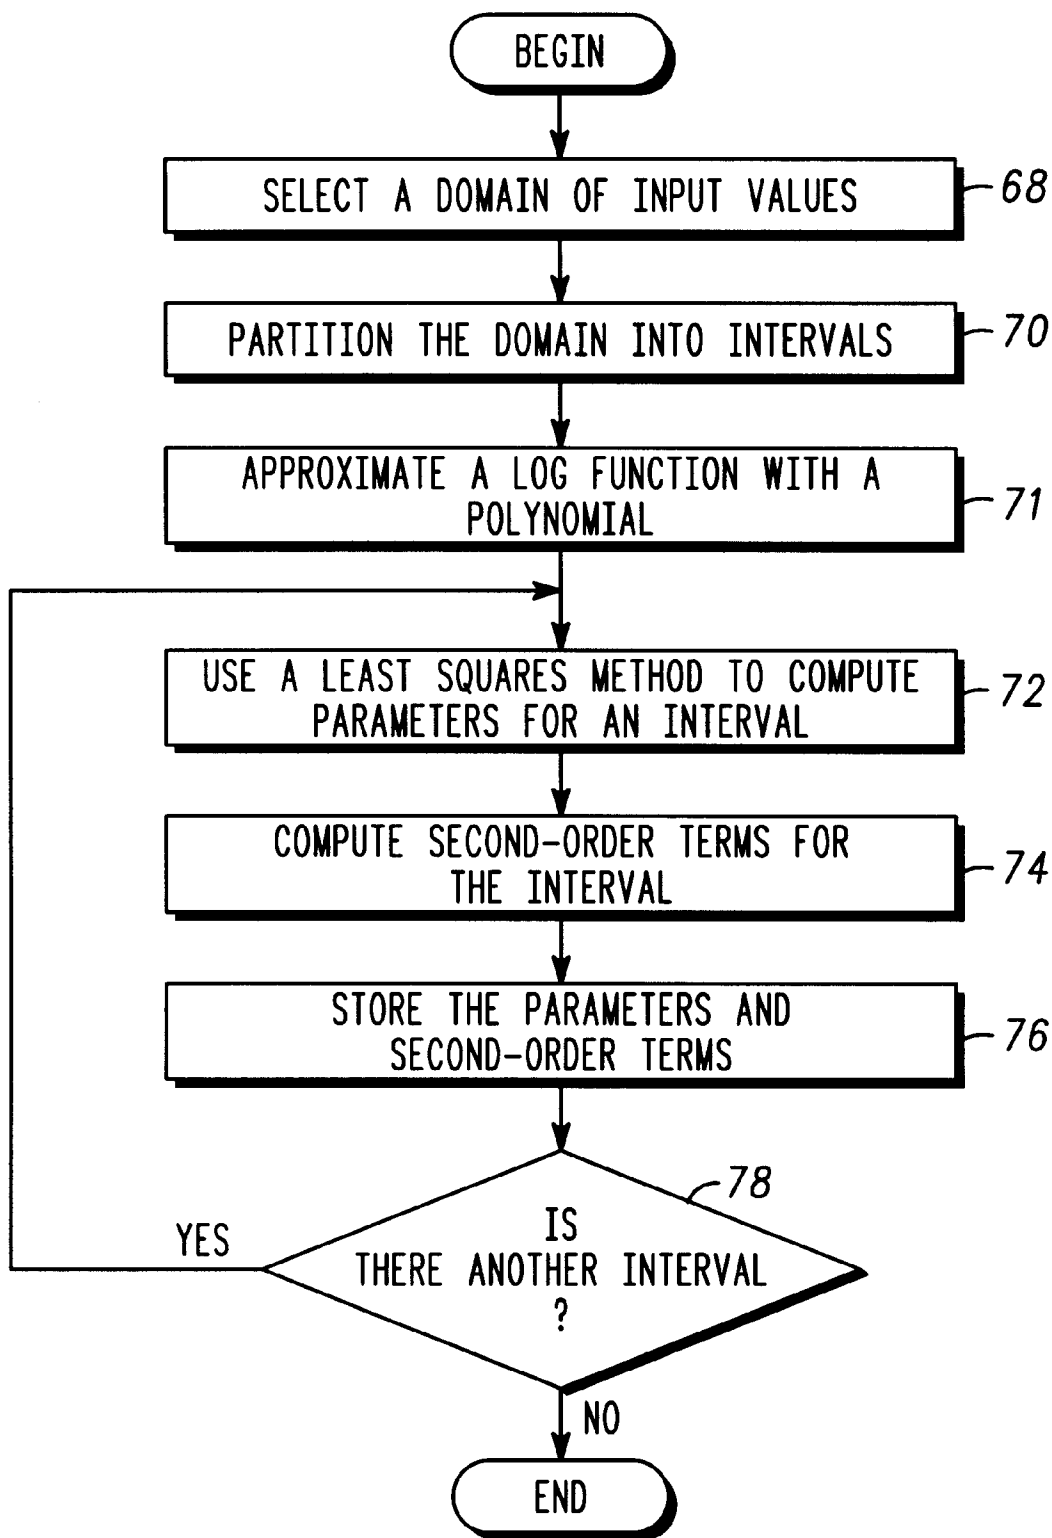 BEGIN
SELECT A DOMAIN OF INPUT VALUES
68
PARTITION THE DOMAIN INTO INTERVALS
70
APPROXIMATE A LOG FUNCTION WITH A
POLYNOMIAL
71
USE A LEAST SQUARES METHOD TO COMPUTE
PARAMETERS FOR AN INTERVAL
72
COMPUTE SECOND-ORDER TERMS FOR
THE INTERVAL
74
STORE THE PARAMETERS AND
SECOND-ORDER TERMS
76
78
IS
THERE ANOTHER INTERVAL
?
YES
NO
END